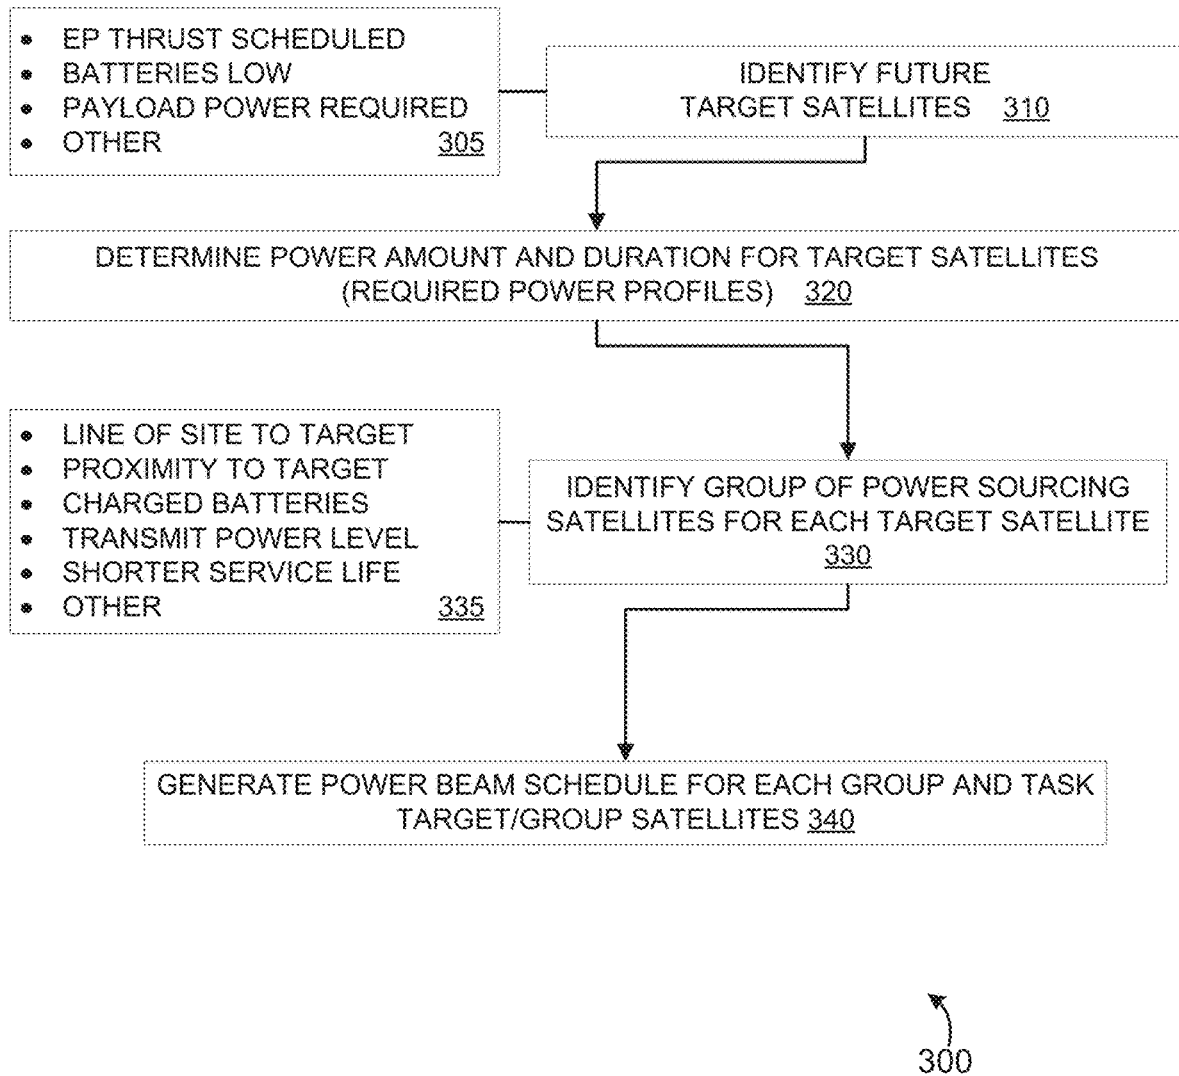 • EP THRUST SCHEDULED
• BATTERIES LOW
• PAYLOAD POWER REQUIRED
• OTHER 305
IDENTIFY FUTURE
TARGET SATELLITES 310
DETERMINE POWER AMOUNT AND DURATION FOR TARGET SATELLITES
(REQUIRED POWER PROFILES) 320
• LINE OF SITE TO TARGET
• PROXIMITY TO TARGET
• CHARGED BATTERIES
• TRANSMIT POWER LEVEL
• SHORTER SERVICE LIFE
• OTHER 335
IDENTIFY GROUP OF POWER SOURCING
SATELLITES FOR EACH TARGET SATELLITE
330
GENERATE POWER BEAM SCHEDULE FOR EACH GROUP AND TASK
TARGET/GROUP SATELLITES 340
300